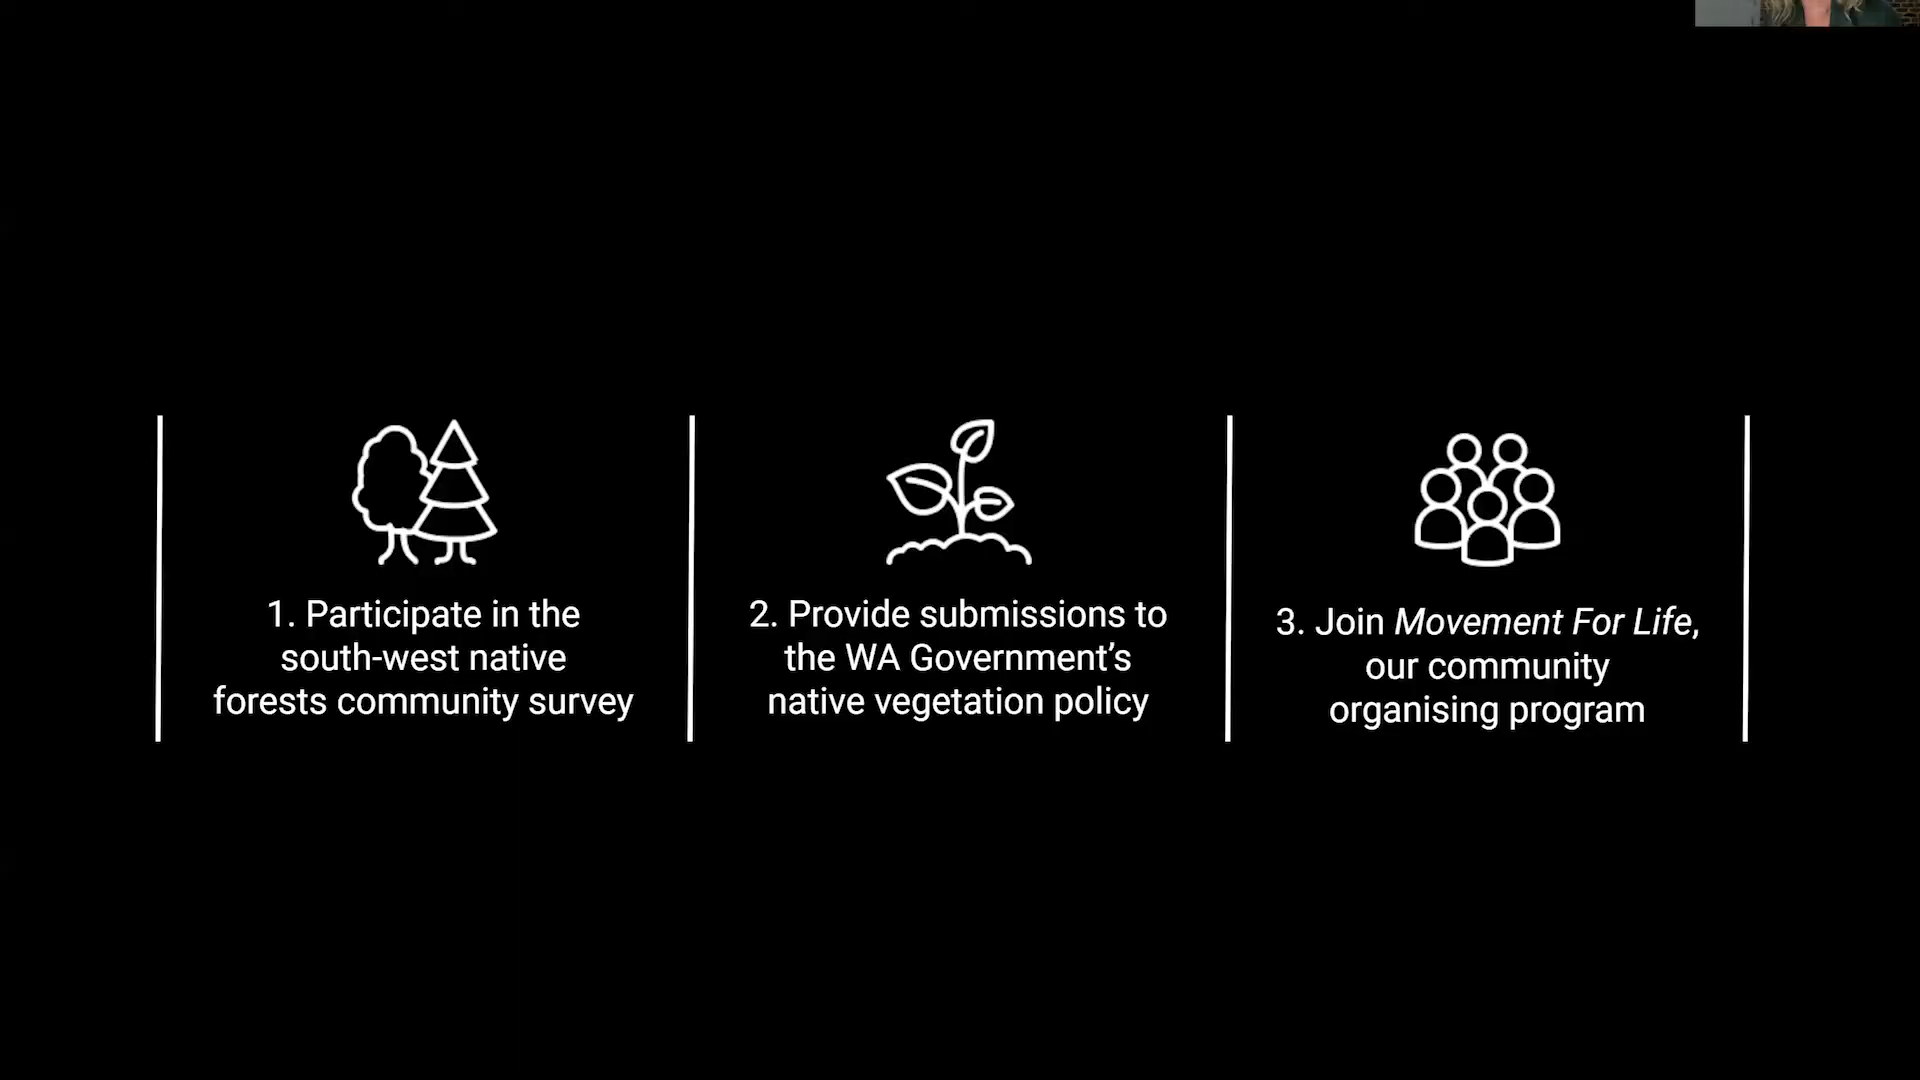 1. Participate in the
south-west native
forests community survey
2. Provide submissions to
the WA Government’s
native vegetation policy
3. Join Movement For Life,
our community
organising program